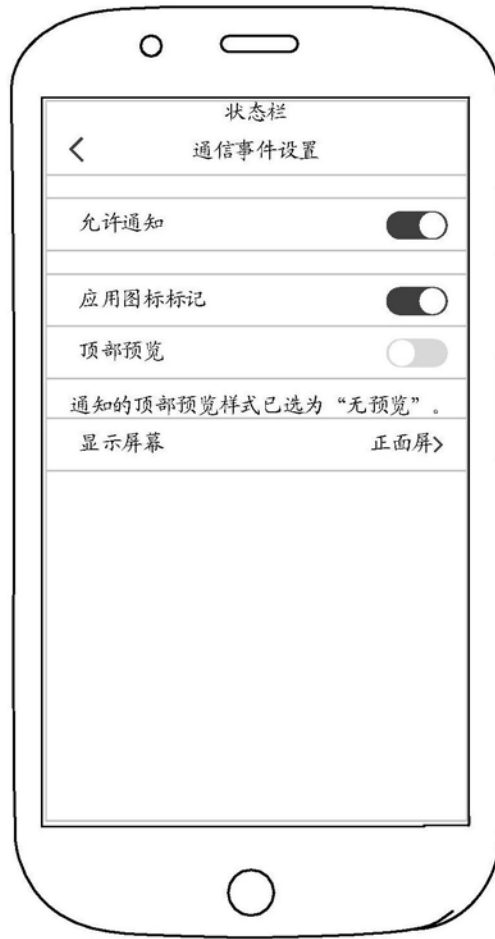 状态栏
通信事件设置
允许通知
应用图标标记
顶部预览
通知的顶部预览样式已选为“无预览”。
显示屏幕 正面屏>